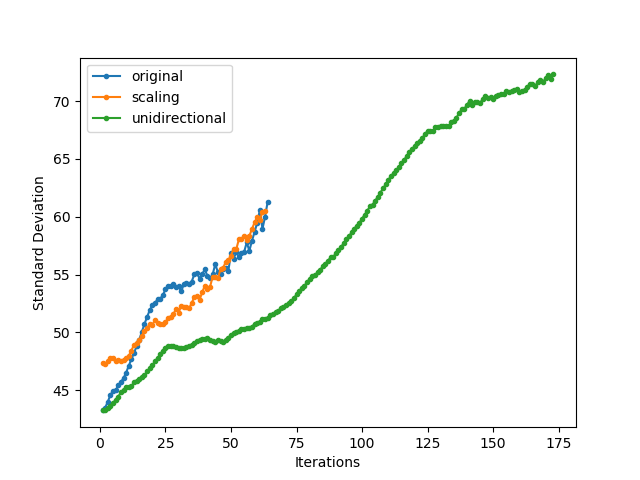 original
scaling
unidirectional
70
65
60
55
50
45
Standard Deviation
0 25 50 75 100 125 150 175
Iterations